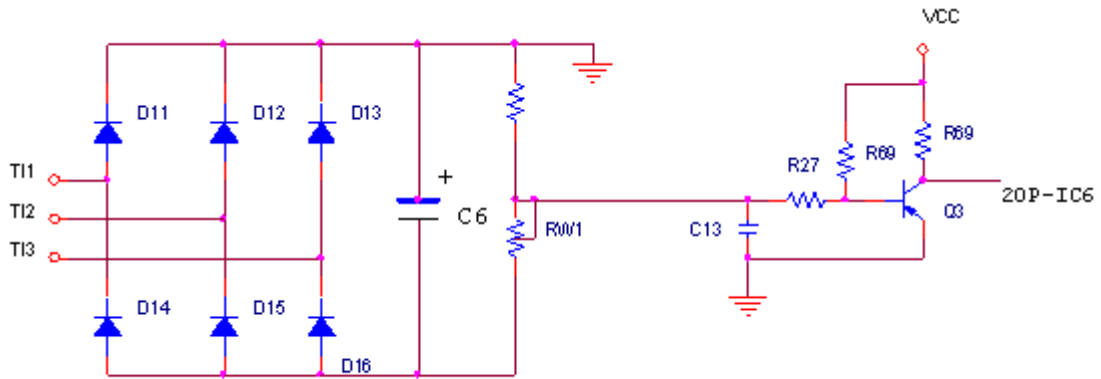 VCC
D11
D12
D13
R69
R69
R27
TI1
TI2
TI3
+
C6
RW1
C13
Q3
20P-IC6
D14
D15
D16